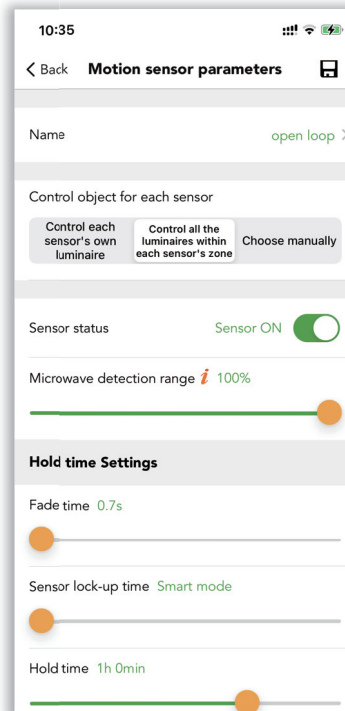 10:35
Back Motion sensor parameters
Name open loop
Control object for each sensor
Control each
sensor's own
luminaire
Control all the
luminaires within
each sensor's zone
Choose manually
Sensor status Sensor ON
Microwave detection range i 100%
Hold time Settings
Fade time 0.7s
Sensor lock-up time Smart mode
Hold time 1h 0min